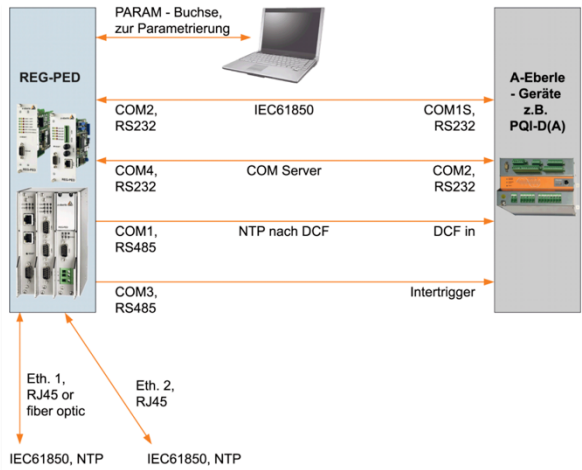 PARAM - Buchse,
zur Parametrierung
REG-PED
A-Eberle
- Geräte
z.B.
PQI-D(A)
COM2,
RS232
IEC61850
COM1S,
RS232
COM4,
RS232
COM Server
COM2,
RS232
COM1,
RS485
NTP nach DCF
DCF in
COM3,
RS485
Intertrigger
Eth. 1,
RJ45 or
fiber optic
Eth. 2,
RJ45
IEC61850, NTP
IEC61850, NTP